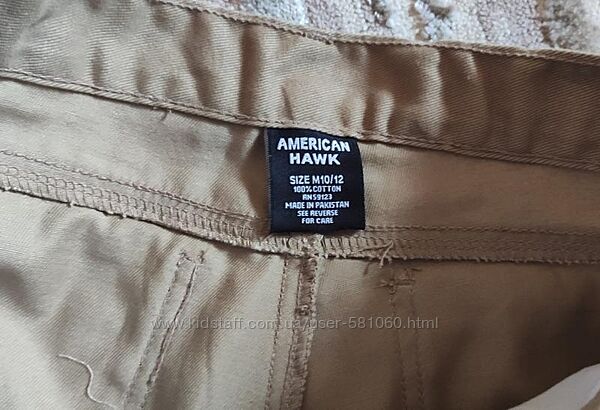 AMERICAN
HAWK
SIZE M10/12
100% COTTON
RN59123
MADE IN PAKISTAN
SEE REVERSE
FOR CARE
www.kidstaff.com.ua/user-581060.html